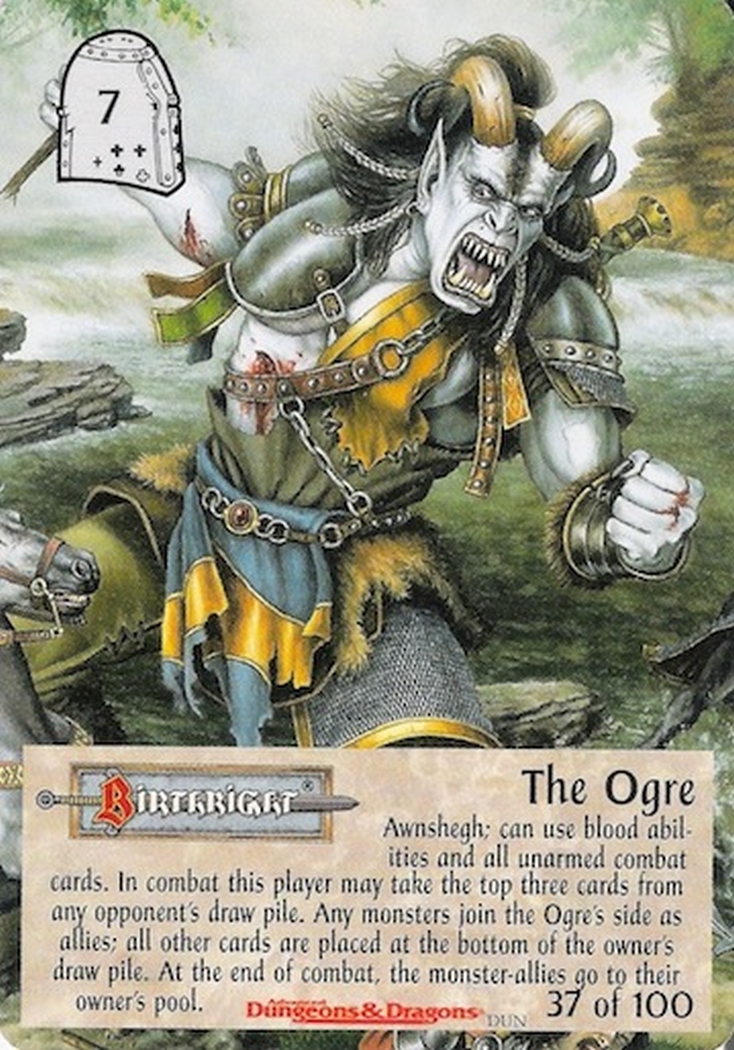 7
BIRTHRIGHT®
The Ogre
Awnshegh; can use blood abil-
ities and all unarmed combat
cards. In combat this player may take the top three cards from
any opponent's draw pile. Any monsters join the Ogre's side as
allies; all other cards are placed at the bottom of the owner's
draw pile. At the end of combat, the monster-allies go to their
owner's pool.
Advanced
Dungeons&Dragons®
DUN
37 of 100